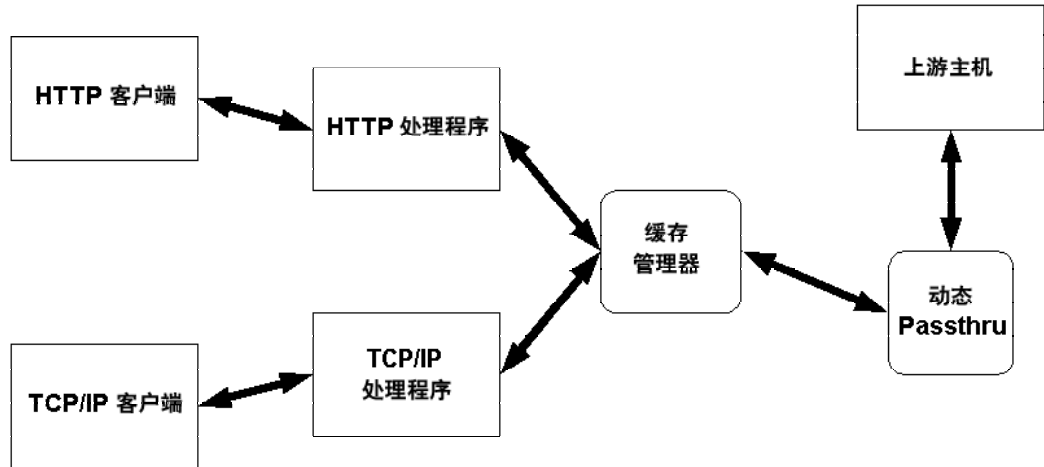 HTTP 客户端
HTTP 处理程序
上游主机
缓存
管理器
动态
Passthru
TCP/IP
处理程序
TCP/IP 客户端